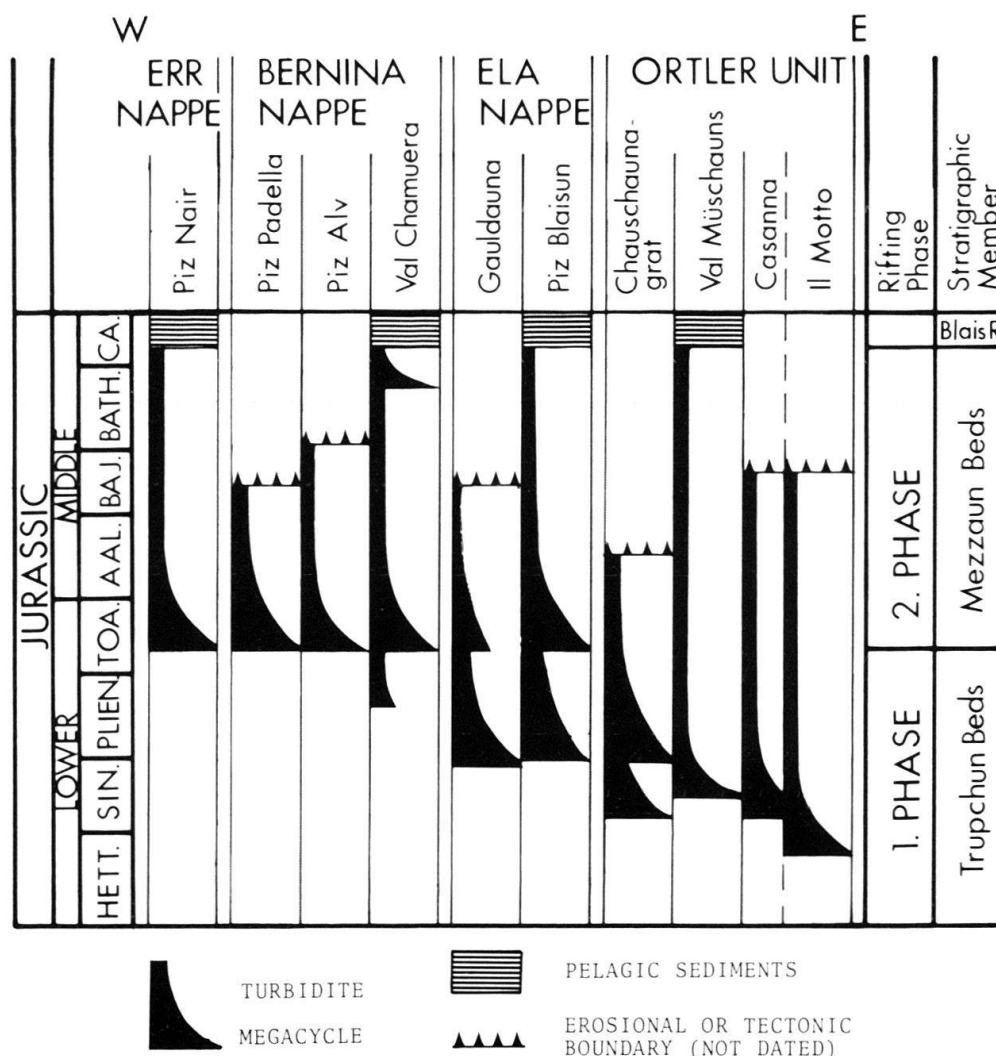 W
E
ERR
NAPPE
BERNINA
NAPPE
ELA
NAPPE
ORTLER UNIT
Piz Nair
Piz Padella
Piz Alv
Val Chamuera
Gauldauna
Piz Blaisun
Chauschauna-
grat
Val Müschauns
Casanna
Il Motto
Rifting
Phase
Stratigraphic
Member
JURASSIC
MIDDLE
LOWER
CA.
BATH.
BAJ.
AAL.
TOA.
PLIEN.
SIN.
HETT.
2. PHASE
1. PHASE
Blais R
Mezzaun Beds
Trupchun Beds
TURBIDITE
MEGACYCLE
PELAGIC SEDIMENTS
EROSIONAL OR TECTONIC
BOUNDARY (NOT DATED)